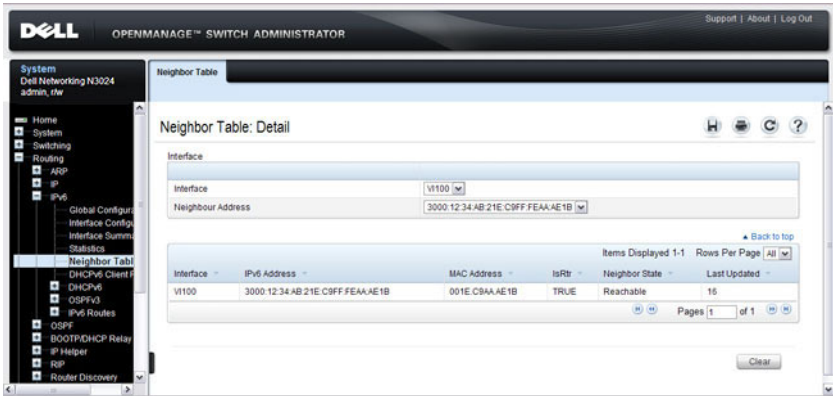 Support | About | Log Out
DELL OPENMANAGE™ SWITCH ADMINISTRATOR
System
Dell Networking N3024
admin, r/w
Neighbor Table
Home
System
Switching
Routing
ARP
IP
IPv6
Global Configura
Interface Configu
Interface Summa
Statistics
Neighbor Tabl
DHCPv6 Client P
DHCPv6
OSPFv3
IPv6 Routes
OSPF
BOOTP/DHCP Relay
IP Helper
RIP
Router Discovery
Neighbor Table: Detail
Interface
Interface Vl100
Neighbour Address 3000:12:34:AB:21E:C9FF:FEAA:AE1B
Back to top
Items Displayed 1-1 Rows Per Page All
Interface IPv6 Address MAC Address IsRtr Neighbor State Last Updated
Vl100 3000:12:34:AB:21E:C9FF:FEAA:AE1B 001E.C9AA.AE1B TRUE Reachable 16
Pages 1 of 1
Clear